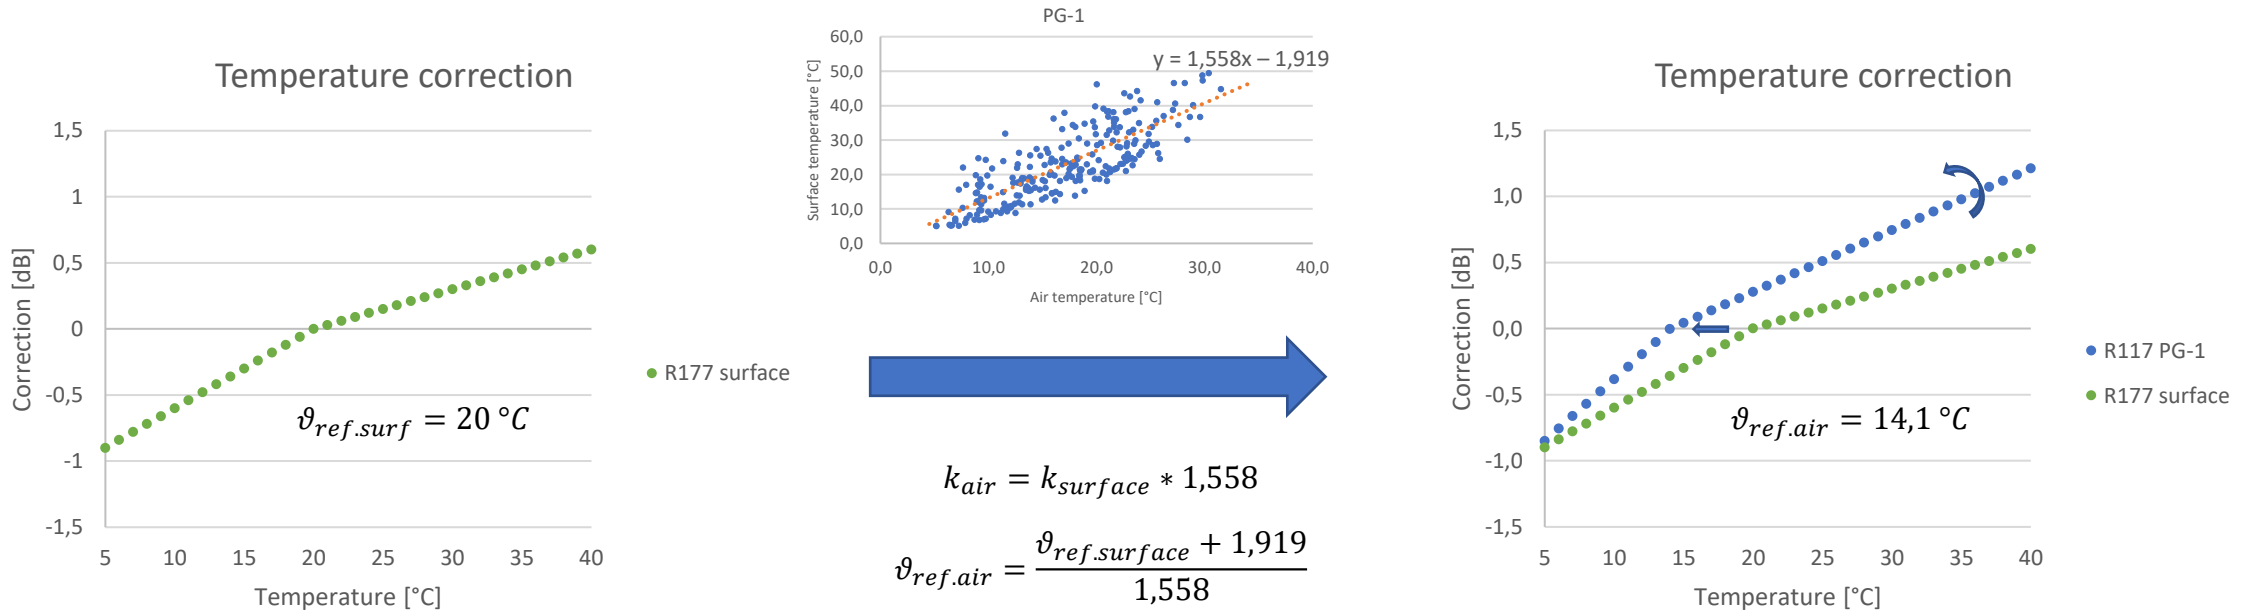 Temperature correction
1,5
1
0,5
0
-0,5
-1
-1,5
Correction [dB]
5 10 15 20 25 30 35 40
Temperature [°C]
R177 surface
ϑref.surf = 20 °C
PG-1
y = 1,558x – 1,919
60,0
50,0
40,0
30,0
20,0
10,0
0,0
Surface temperature [°C]
0,0 10,0 20,0 30,0 40,0
Air temperature [°C]
kair = ksurface * 1,558
ϑref.air = (ϑref.surface + 1,919) / 1,558
Temperature correction
1,5
1,0
0,5
0,0
-0,5
-1,0
-1,5
Correction [dB]
5 10 15 20 25 30 35 40
Temperature [°C]
R117 PG-1
R177 surface
ϑref.air = 14,1 °C